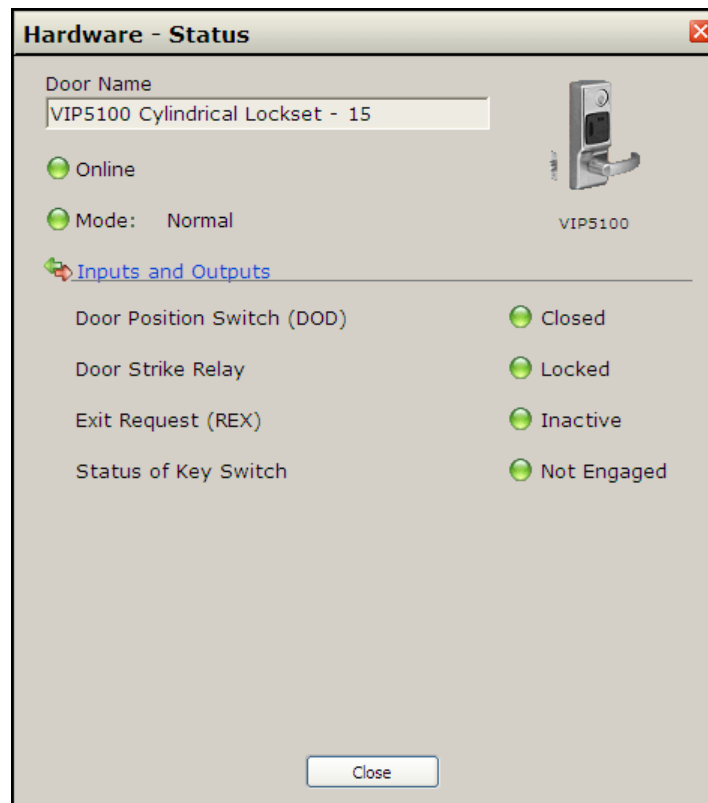 Hardware - Status
Door Name
VIP5100 Cylindrical Lockset - 15
Online
Mode: Normal
VIP5100
Inputs and Outputs
Door Position Switch (DOD) Closed
Door Strike Relay Locked
Exit Request (REX) Inactive
Status of Key Switch Not Engaged
Close